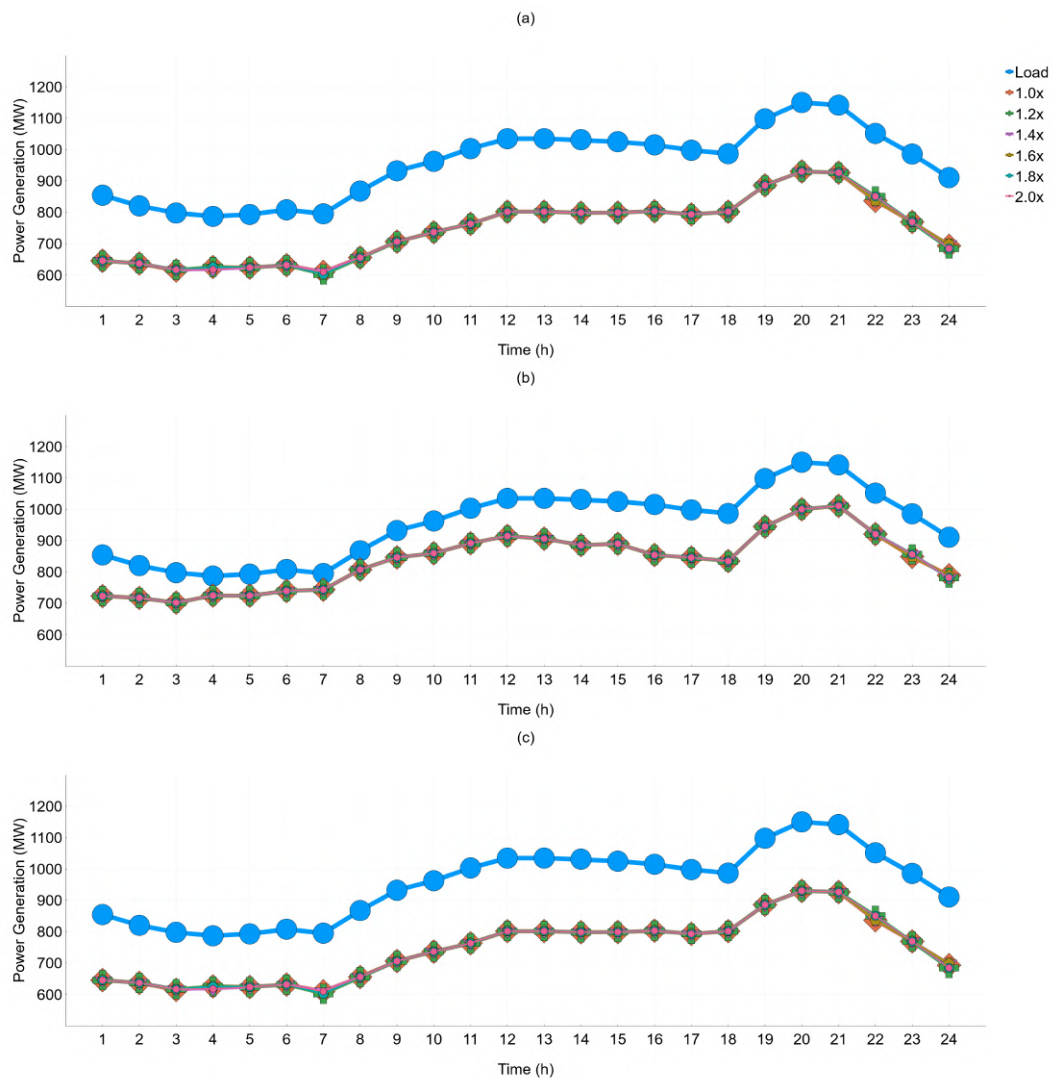 (a)
Power Generation (MW)
1200
1100
1000
900
800
700
600
1 2 3 4 5 6 7 8 9 10 11 12 13 14 15 16 17 18 19 20 21 22 23 24
Time (h)
Load
1.0x
1.2x
1.4x
1.6x
1.8x
2.0x
(b)
Power Generation (MW)
1200
1100
1000
900
800
700
600
1 2 3 4 5 6 7 8 9 10 11 12 13 14 15 16 17 18 19 20 21 22 23 24
Time (h)
(c)
Power Generation (MW)
1200
1100
1000
900
800
700
600
1 2 3 4 5 6 7 8 9 10 11 12 13 14 15 16 17 18 19 20 21 22 23 24
Time (h)